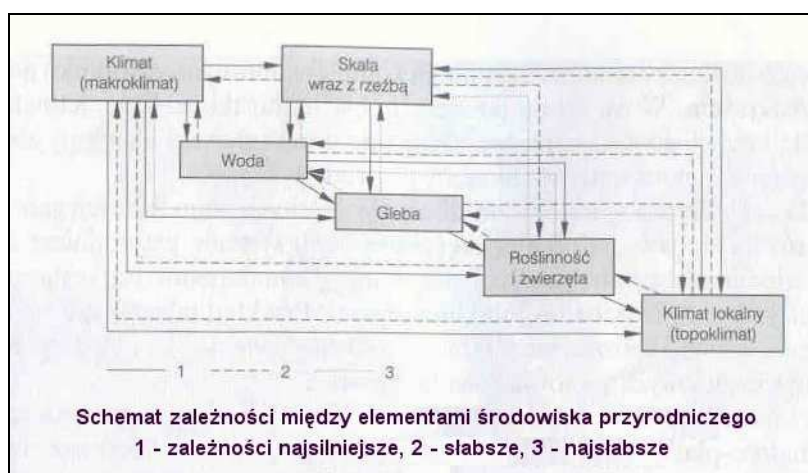 Klimat
(makroklimat)
Skała
wraz z rzeźbą
Woda
Gleba
Roślinność
i zwierzęta
Klimat lokalny
(topoklimat)
1 2 3
Schemat zależności między elementami środowiska przyrodniczego
1 - zależności najsilniejsze, 2 - słabsze, 3 - najsłabsze